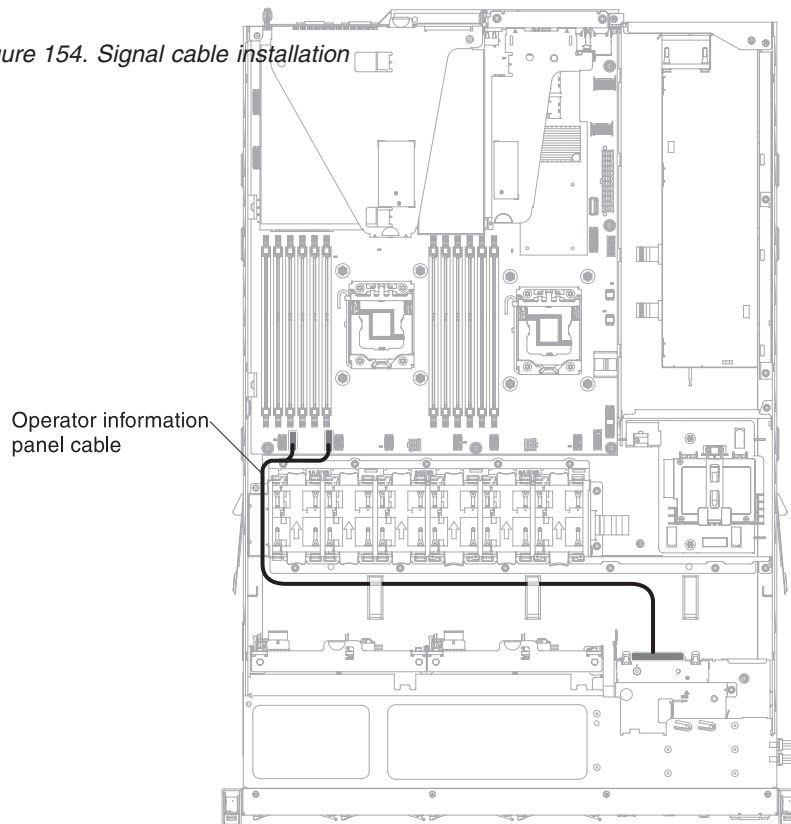 ure 154. Signal cable installation
Operator information
panel cable